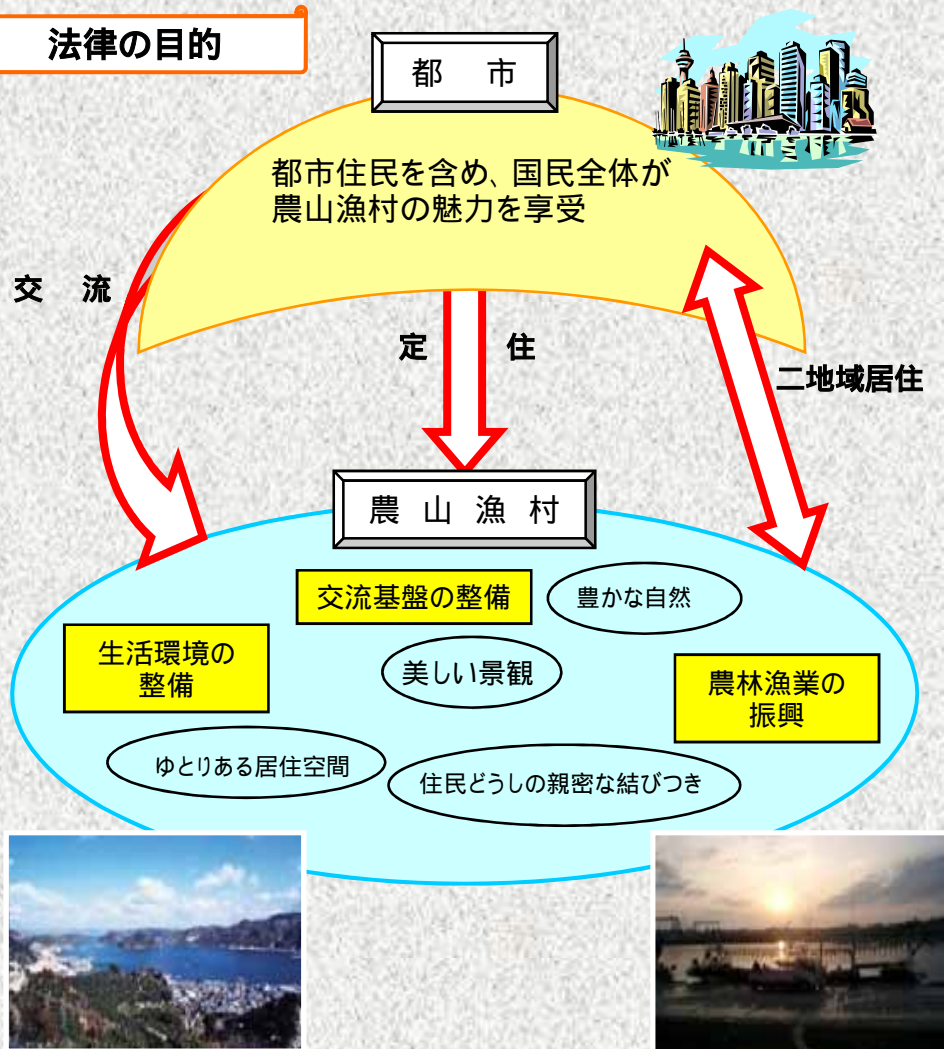 法律の目的
都 市
都市住民を含め、国民全体が
農山漁村の魅力を享受
交 流
定 住
二地域居住
農 山 漁 村
交流基盤の整備
豊かな自然
生活環境の
整備
美しい景観
農林漁業の
振興
ゆとりある居住空間
住民どうしの親密な結びつき